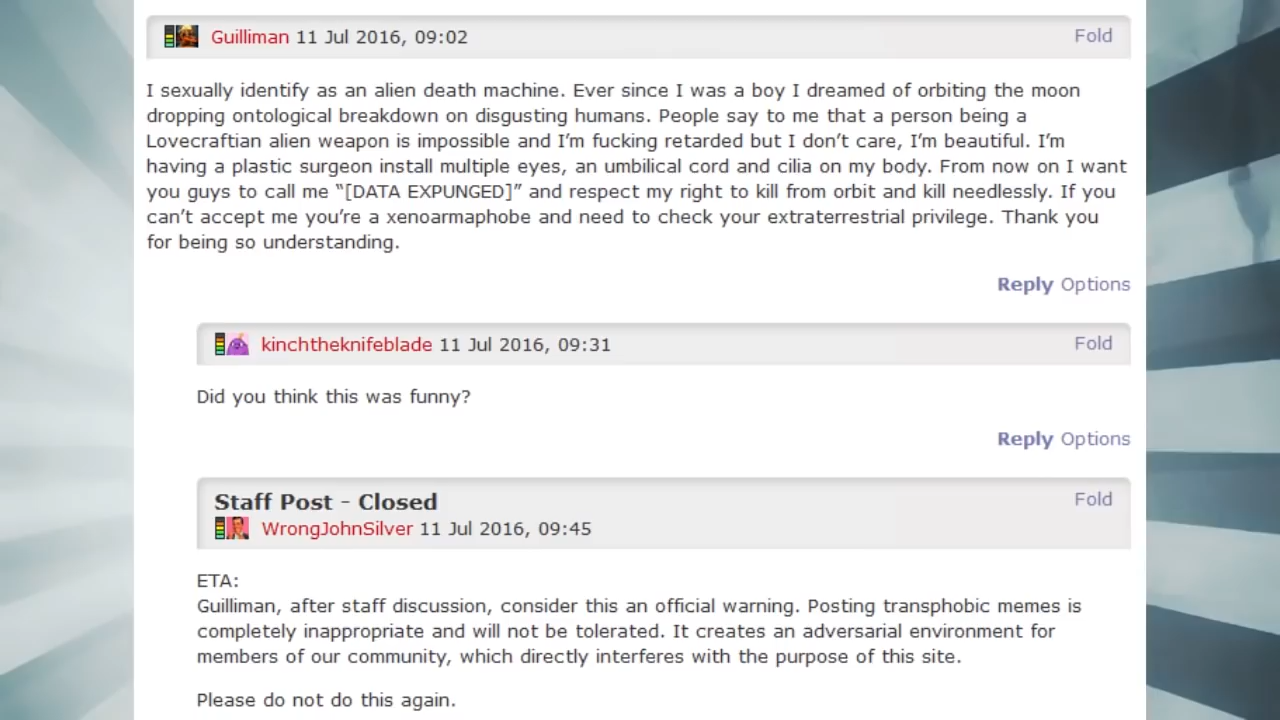 Guilliman 11 Jul 2016, 09:02
Fold
I sexually identify as an alien death machine. Ever since I was a boy I dreamed of orbiting the moon
dropping ontological breakdown on disgusting humans. People say to me that a person being a
Lovecraftian alien weapon is impossible and I’m fucking retarded but I don’t care, I’m beautiful. I’m
having a plastic surgeon install multiple eyes, an umbilical cord and cilia on my body. From now on I want
you guys to call me “[DATA EXPUNGED]” and respect my right to kill from orbit and kill needlessly. If you
can’t accept me you’re a xenoarmaphobe and need to check your extraterrestrial privilege. Thank you
for being so understanding.
Reply Options
kinchtheknifeblade 11 Jul 2016, 09:31
Fold
Did you think this was funny?
Reply Options
Staff Post - Closed
Fold
WrongJohnSilver 11 Jul 2016, 09:45
ETA:
Guilliman, after staff discussion, consider this an official warning. Posting transphobic memes is
completely inappropriate and will not be tolerated. It creates an adversarial environment for
members of our community, which directly interferes with the purpose of this site.
Please do not do this again.